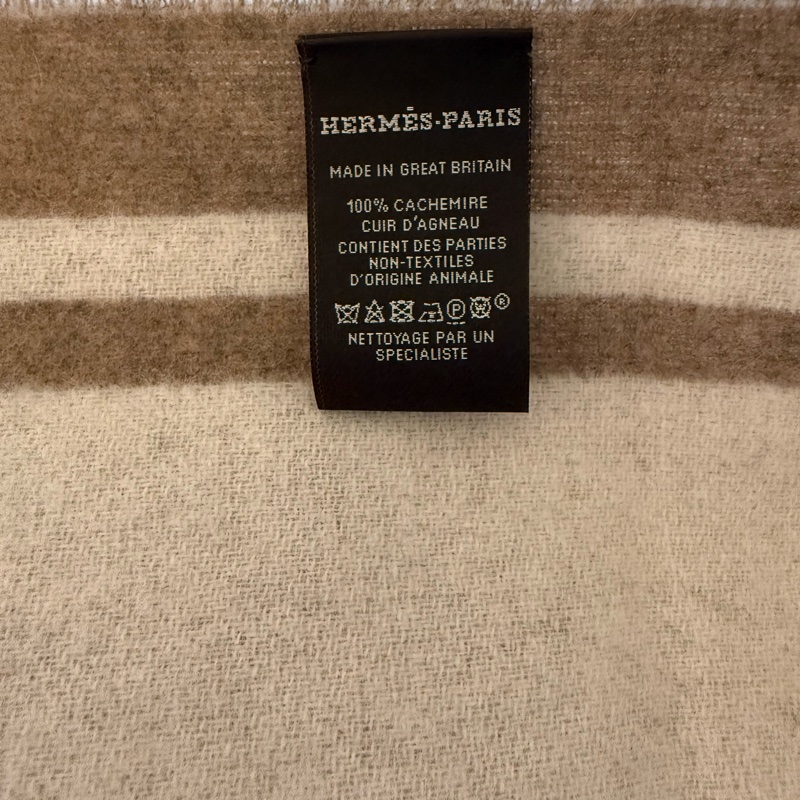 HERMĒS-PARIS
MADE IN GREAT BRITAIN
100% CACHEMIRE
CUIR D'AGNEAU
CONTIENT DES PARTIES
NON-TEXTILES
D'ORIGINE ANIMALE
P ®
NETTOYAGE PAR UN
SPECIALISTE